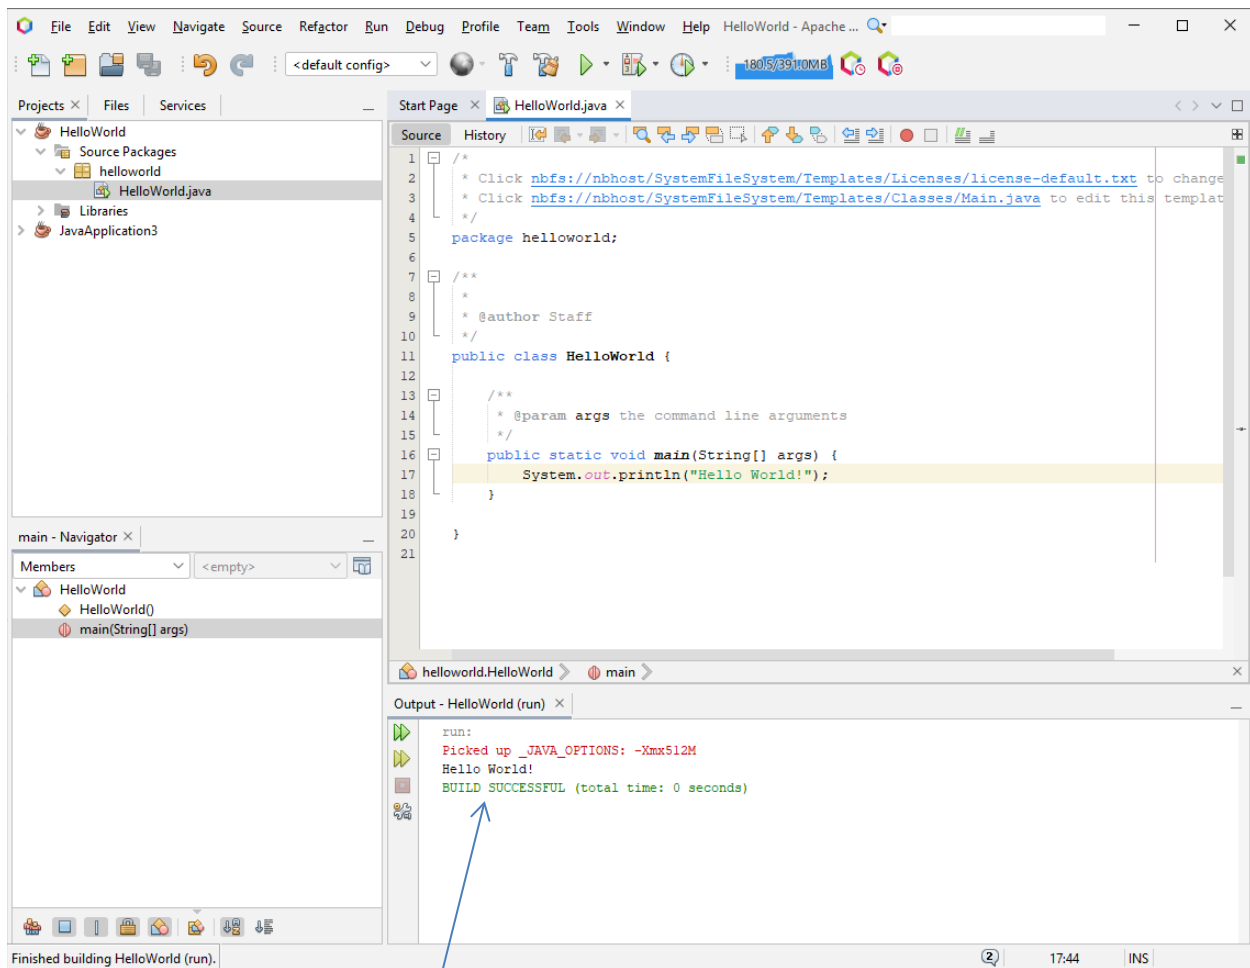 File Edit View Navigate Source Refactor Run Debug Profile Team Tools Window Help HelloWorld - Apache ...
<default config> 180.5/391.0MB
Projects Files Services
HelloWorld
Source Packages
helloworld
HelloWorld.java
Libraries
JavaApplication3
Start Page HelloWorld.java
Source History
1 /*
2 * Click nbfs://nbhost/SystemFileSystem/Templates/Licenses/license-default.txt to change
3 * Click nbfs://nbhost/SystemFileSystem/Templates/Classes/Main.java to edit this templat
4 */
5 package helloworld;
6
7 /**
8 *
9 * @author Staff
10 */
11 public class HelloWorld {
12
13 /**
14 * @param args the command line arguments
15 */
16 public static void main(String[] args) {
17 System.out.println("Hello World!");
18 }
19
20 }
21
main - Navigator
Members <empty>
HelloWorld
HelloWorld()
main(String[] args)
helloworld.HelloWorld main
Output - HelloWorld (run)
run:
Picked up _JAVA_OPTIONS: -Xmx512M
Hello World!
BUILD SUCCESSFUL (total time: 0 seconds)
Finished building HelloWorld (run). 2 17:44 INS